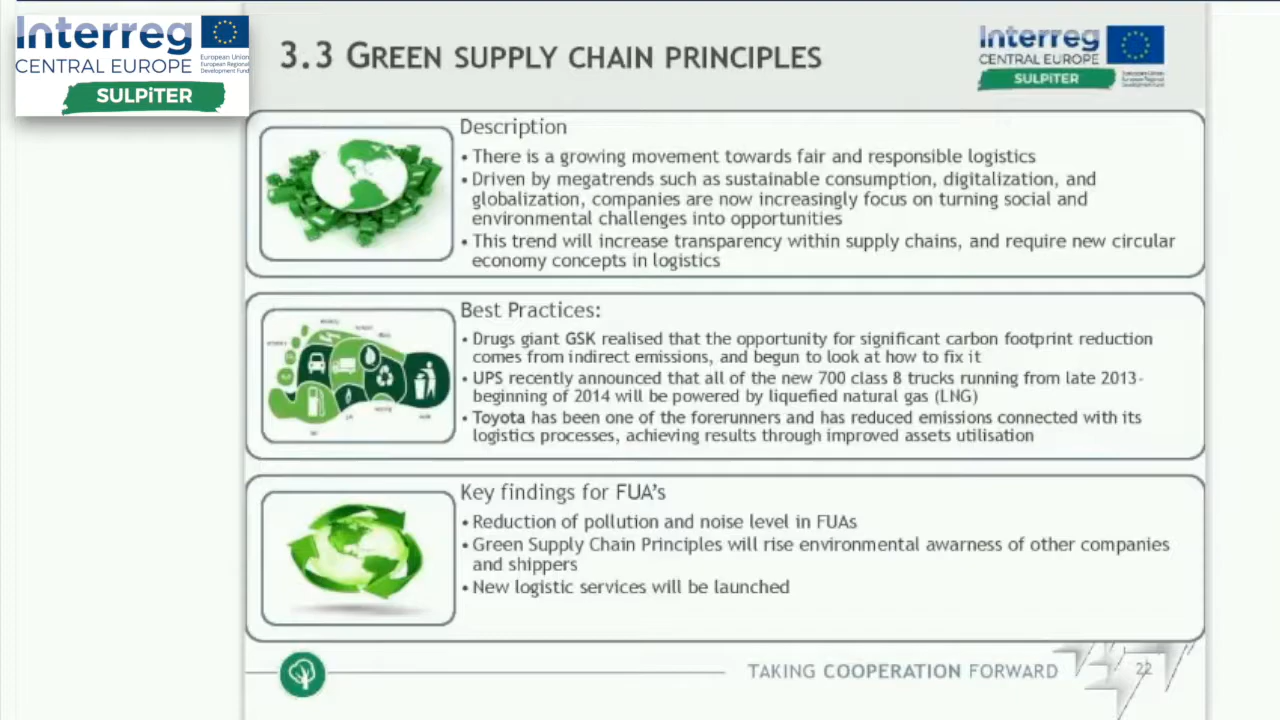 Interreg
CENTRAL EUROPE
European Union
European Regional
Development Fund
SULPiTER
3.3 GREEN SUPPLY CHAIN PRINCIPLES
Interreg
CENTRAL EUROPE
SULPiTER
Description
• There is a growing movement towards fair and responsible logistics
• Driven by megatrends such as sustainable consumption, digitalization, and
globalization, companies are now increasingly focus on turning social and
environmental challenges into opportunities
• This trend will increase transparency within supply chains, and require new circular
economy concepts in logistics
Best Practices:
• Drugs giant GSK realised that the opportunity for significant carbon footprint reduction
comes from indirect emissions, and begun to look at how to fix it
• UPS recently announced that all of the new 700 class 8 trucks running from late 2013-
beginning of 2014 will be powered by liquefied natural gas (LNG)
• Toyota has been one of the forerunners and has reduced emissions connected with its
logistics processes, achieving results through improved assets utilisation
Key findings for FUA's
• Reduction of pollution and noise level in FUAs
• Green Supply Chain Principles will rise environmental awarness of other companies
and shippers
• New logistic services will be launched
TAKING COOPERATION FORWARD
22